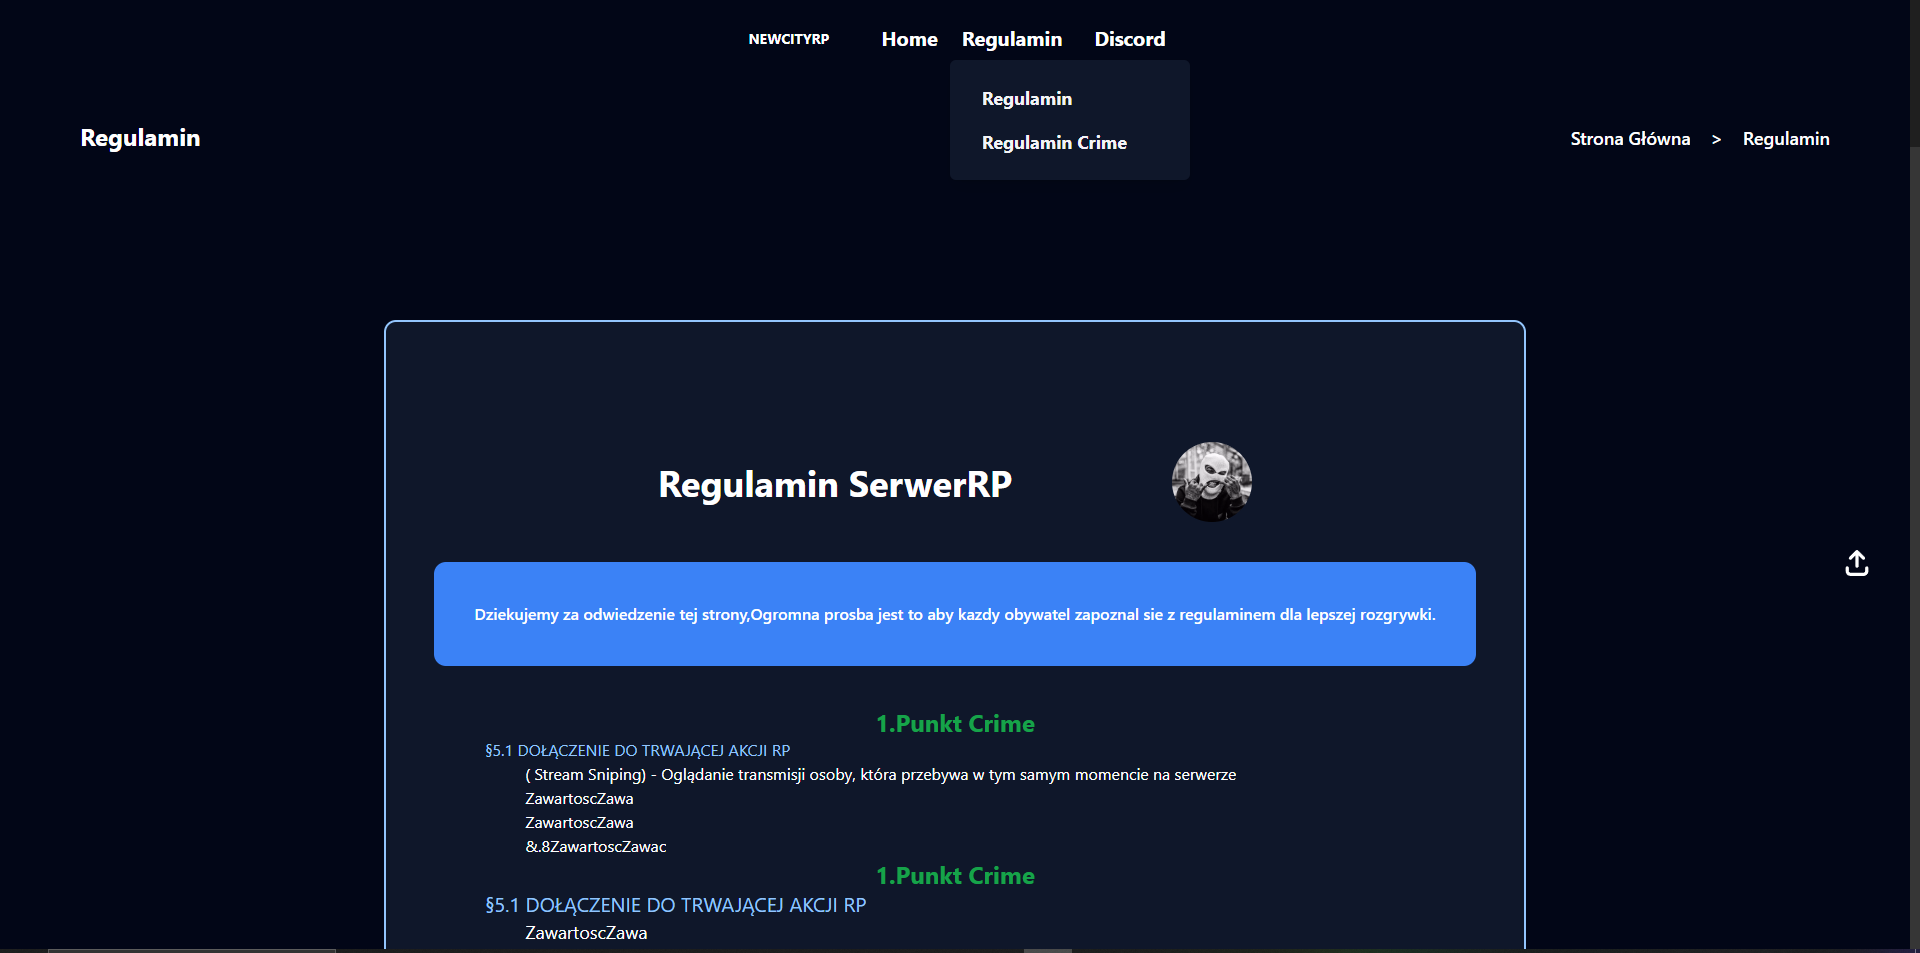 NEWCITYRP Home Regulamin Discord
Regulamin
Regulamin Crime
Regulamin
Strona Główna > Regulamin
Regulamin SerwerRP
Dziekujemy za odwiedzenie tej strony,Ogromna prosba jest to aby kazdy obywatel zapoznal sie z regulaminem dla lepszej rozgrywki.
1.Punkt Crime
§5.1 DOŁĄCZENIE DO TRWAJĄCEJ AKCJI RP
( Stream Sniping) - Oglądanie transmisji osoby, która przebywa w tym samym momencie na serwerze
ZawartoscZawa
ZawartoscZawa
&.8ZawartoscZawac
1.Punkt Crime
§5.1 DOŁĄCZENIE DO TRWAJĄCEJ AKCJI RP
ZawartoscZawa